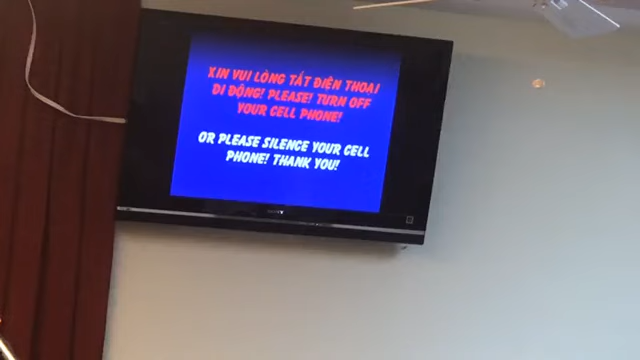 XIN VUI LÒNG TẮT ĐIỆN THOẠI
DI ĐỘNG! PLEASE! TURN OFF
YOUR CELL PHONE!
OR PLEASE SILENCE YOUR CELL
PHONE! THANK YOU!
SONY